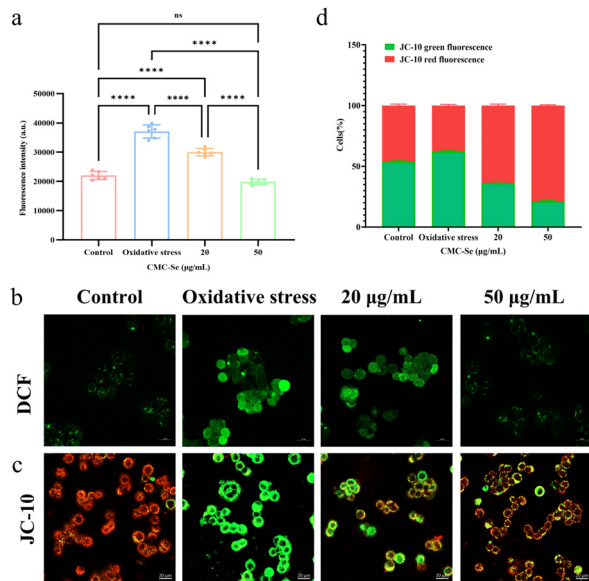 a
ns
****
****
**** **** ****
Fluorescence intensity (a.u.)
50000
40000
30000
20000
10000
0
Control Oxidative stress 20 50
CMC-Se (μg/mL)
d
JC-10 green fluorescence
JC-10 red fluorescence
Cells(%)
150
100
50
0
Control Oxidative stress 20 50
CMC-Se (μg/mL)
b
Control Oxidative stress 20 μg/mL 50 μg/mL
DCF
c
JC-10
20 μm 20 μm 20 μm 20 μm